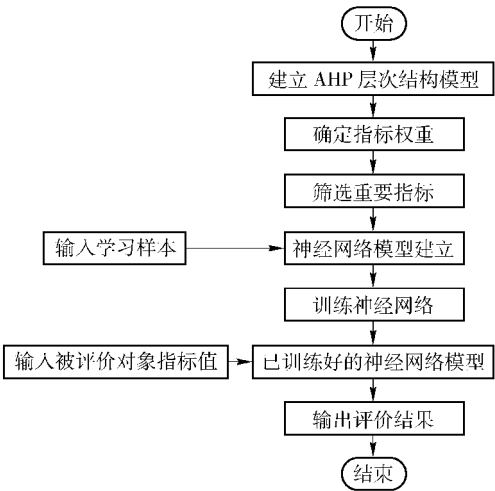 开始
建立 AHP 层次结构模型
确定指标权重
筛选重要指标
输入学习样本
神经网络模型建立
训练神经网络
输入被评价对象指标值
已训练好的神经网络模型
输出评价结果
结束